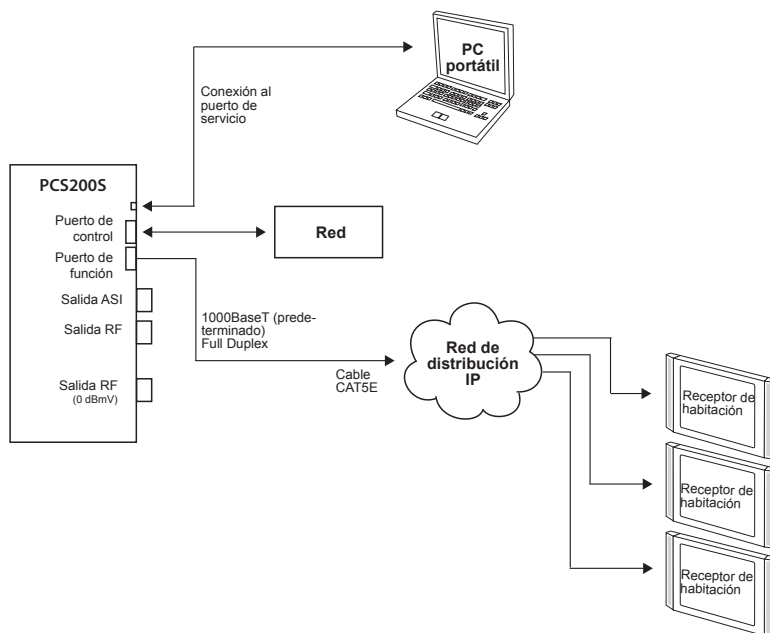 PC
portátil
Conexión al
puerto de
servicio
PCS200S
Puerto de
control
Red
Puerto de
función
Salida ASI
Salida RF
Salida RF
(0 dBmV)
1000BaseT (prede-
terminado)
Full Duplex
Cable
CAT5E
Red de
distribución
IP
Receptor de
habitación
Receptor de
habitación
Receptor de
habitación